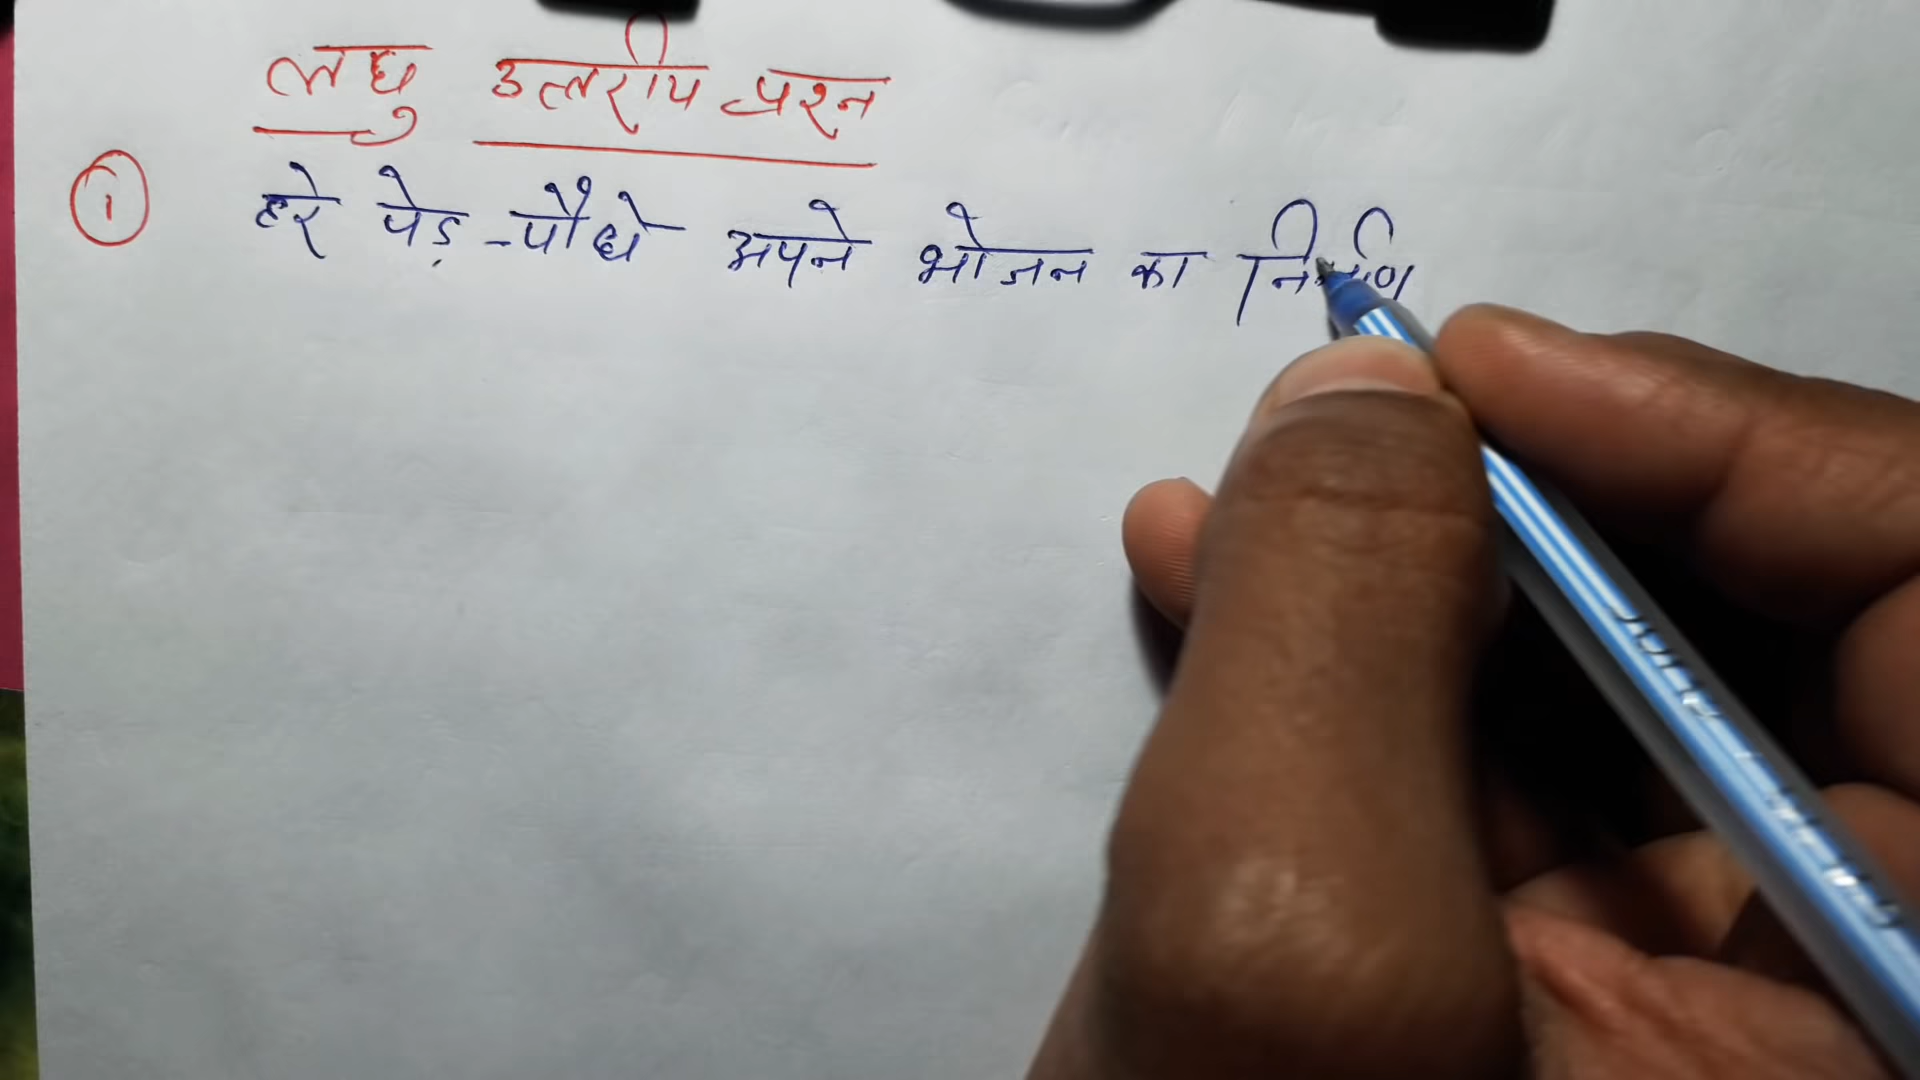 लघु उत्तरीय प्रश्न
① हरे पेड़-पौधे अपने भोजन का निर्माण